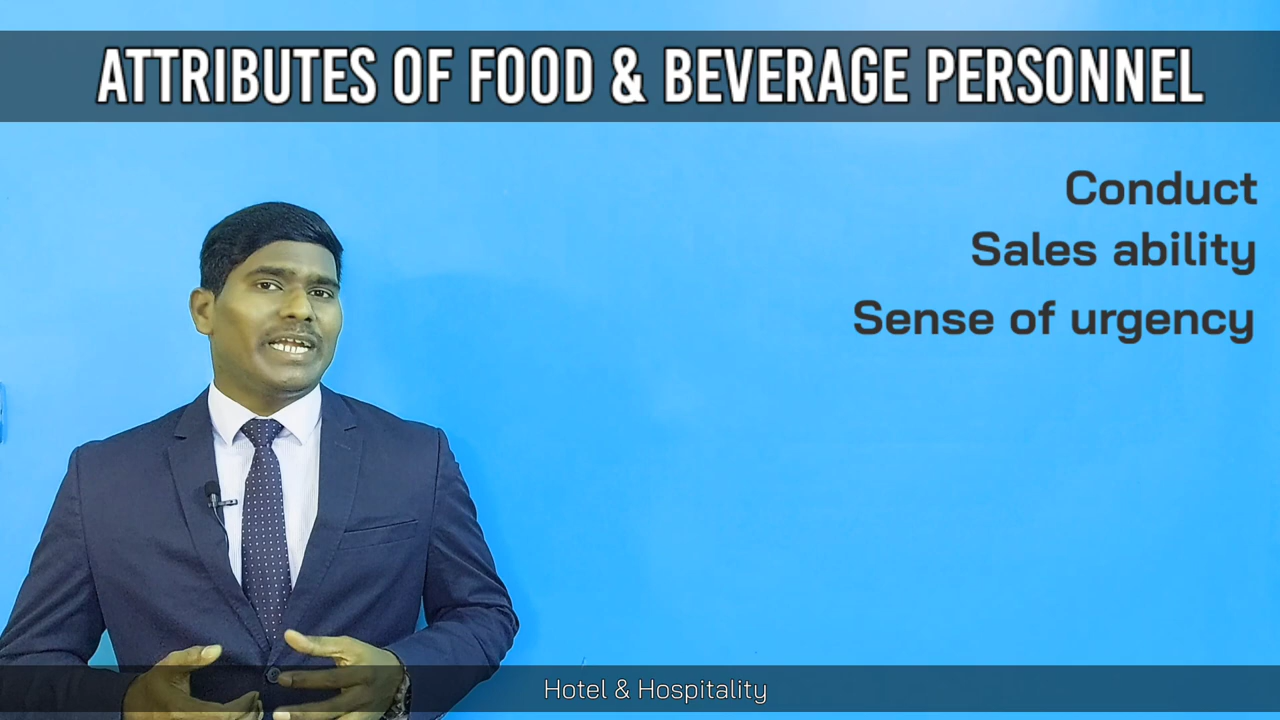 ATTRIBUTES OF FOOD & BEVERAGE PERSONNEL
Conduct
Sales ability
Sense of urgency
Hotel & Hospitality